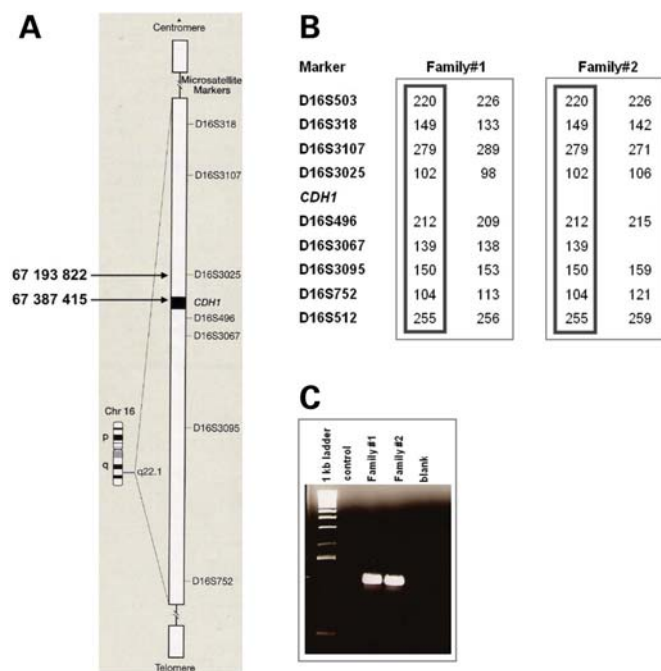 A
Centromere
Microsatellite
Markers
D16S318
D16S3107
67 193 822
D16S3025
67 387 415
CDH1
D16S496
D16S3067
Chr 16
p
D16S3095
q
q22.1
D16S752
Telomere
B
Marker Family#1 Family#2
D16S503 220 226 220 226
D16S318 149 133 149 142
D16S3107 279 289 279 271
D16S3025 102 98 102 106
CDH1
D16S496 212 209 212 215
D16S3067 139 138 139
D16S3095 150 153 150 159
D16S752 104 113 104 121
D16S512 255 256 255 259
C
1 kb ladder
control
Family #1
Family #2
blank